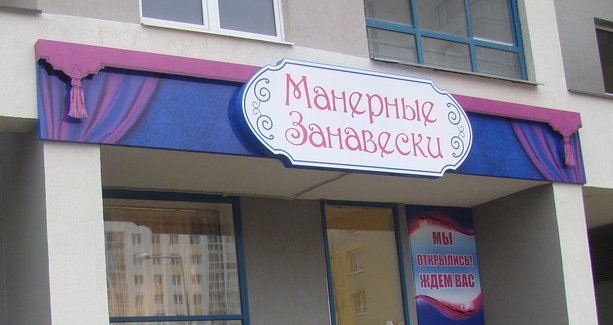 Манерные
Занавески
МЫ
ОТКРЫЛИСЬ!
ЖДЕМ ВАС